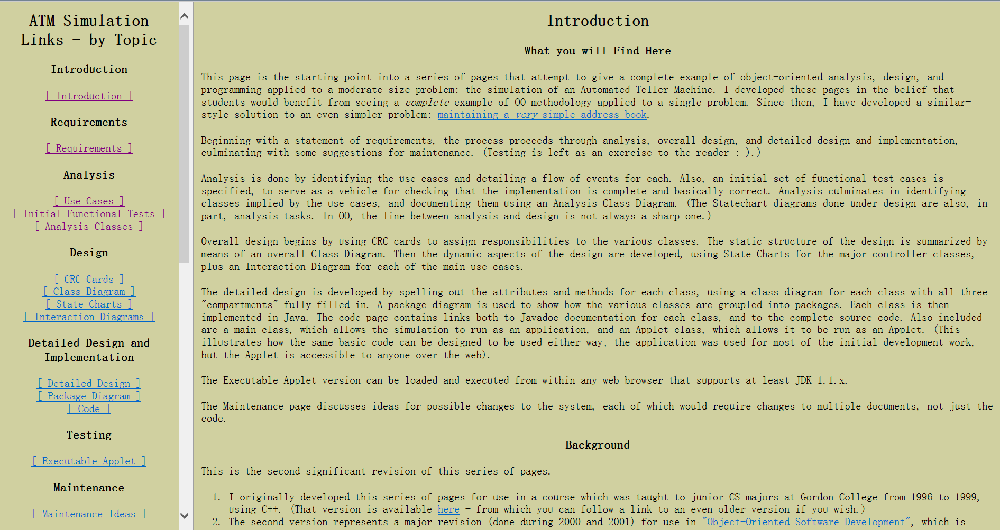 ATM Simulation
Links - by Topic
Introduction
[ Introduction ]
Requirements
[ Requirements ]
Analysis
[ Use Cases ]
[ Initial Functional Tests ]
[ Analysis Classes ]
Design
[ CRC Cards ]
[ Class Diagram ]
[ State Charts ]
[ Interaction Diagrams ]
Detailed Design and
Implementation
[ Detailed Design ]
[ Package Diagram ]
[ Code ]
Testing
[ Executable Applet ]
Maintenance
[ Maintenance Ideas ]
Introduction
What you will Find Here
This page is the starting point into a series of pages that attempt to give a complete example of object-oriented analysis, design, and
programming applied to a moderate size problem: the simulation of an Automated Teller Machine. I developed these pages in the belief that
students would benefit from seeing a complete example of OO methodology applied to a single problem. Since then, I have developed a similar-
style solution to an even simpler problem: maintaining a very simple address book.
Beginning with a statement of requirements, the process proceeds through analysis, overall design, and detailed design and implementation,
culminating with some suggestions for maintenance. (Testing is left as an exercise to the reader :-).)
Analysis is done by identifying the use cases and detailing a flow of events for each. Also, an initial set of functional test cases is
specified, to serve as a vehicle for checking that the implementation is complete and basically correct. Analysis culminates in identifying
classes implied by the use cases, and documenting them using an Analysis Class Diagram. (The Statechart diagrams done under design are also, in
part, analysis tasks. In OO, the line between analysis and design is not always a sharp one.)
Overall design begins by using CRC cards to assign responsibilities to the various classes. The static structure of the design is summarized by
means of an overall Class Diagram. Then the dynamic aspects of the design are developed, using State Charts for the major controller classes,
plus an Interaction Diagram for each of the main use cases.
The detailed design is developed by spelling out the attributes and methods for each class, using a class diagram for each class with all three
"compartments" fully filled in. A package diagram is used to show how the various classes are groupled into packages. Each class is then
implemented in Java. The code page contains links both to Javadoc documentation for each class, and to the complete source code. Also included
are a main class, which allows the simulation to run as an application, and an Applet class, which allows it to be run as an Applet. (This
illustrates how the same basic code can be designed to be used either way; the application was used for most of the initial development work,
but the Applet is accessible to anyone over the web).
The Executable Applet version can be loaded and executed from within any web browser that supports at least JDK 1.1.x.
The Maintenance page discusses ideas for possible changes to the system, each of which would require changes to multiple documents, not just the
code.
Background
This is the second significant revision of this series of pages.
1. I originally developed this series of pages for use in a course which was taught to junior CS majors at Gordon College from 1996 to 1999,
using C++. (That version is available here - from which you can follow a link to an even older version if you wish.)
2. The second version represents a major revision (done during 2000 and 2001) for use in "Object-Oriented Software Development", which is